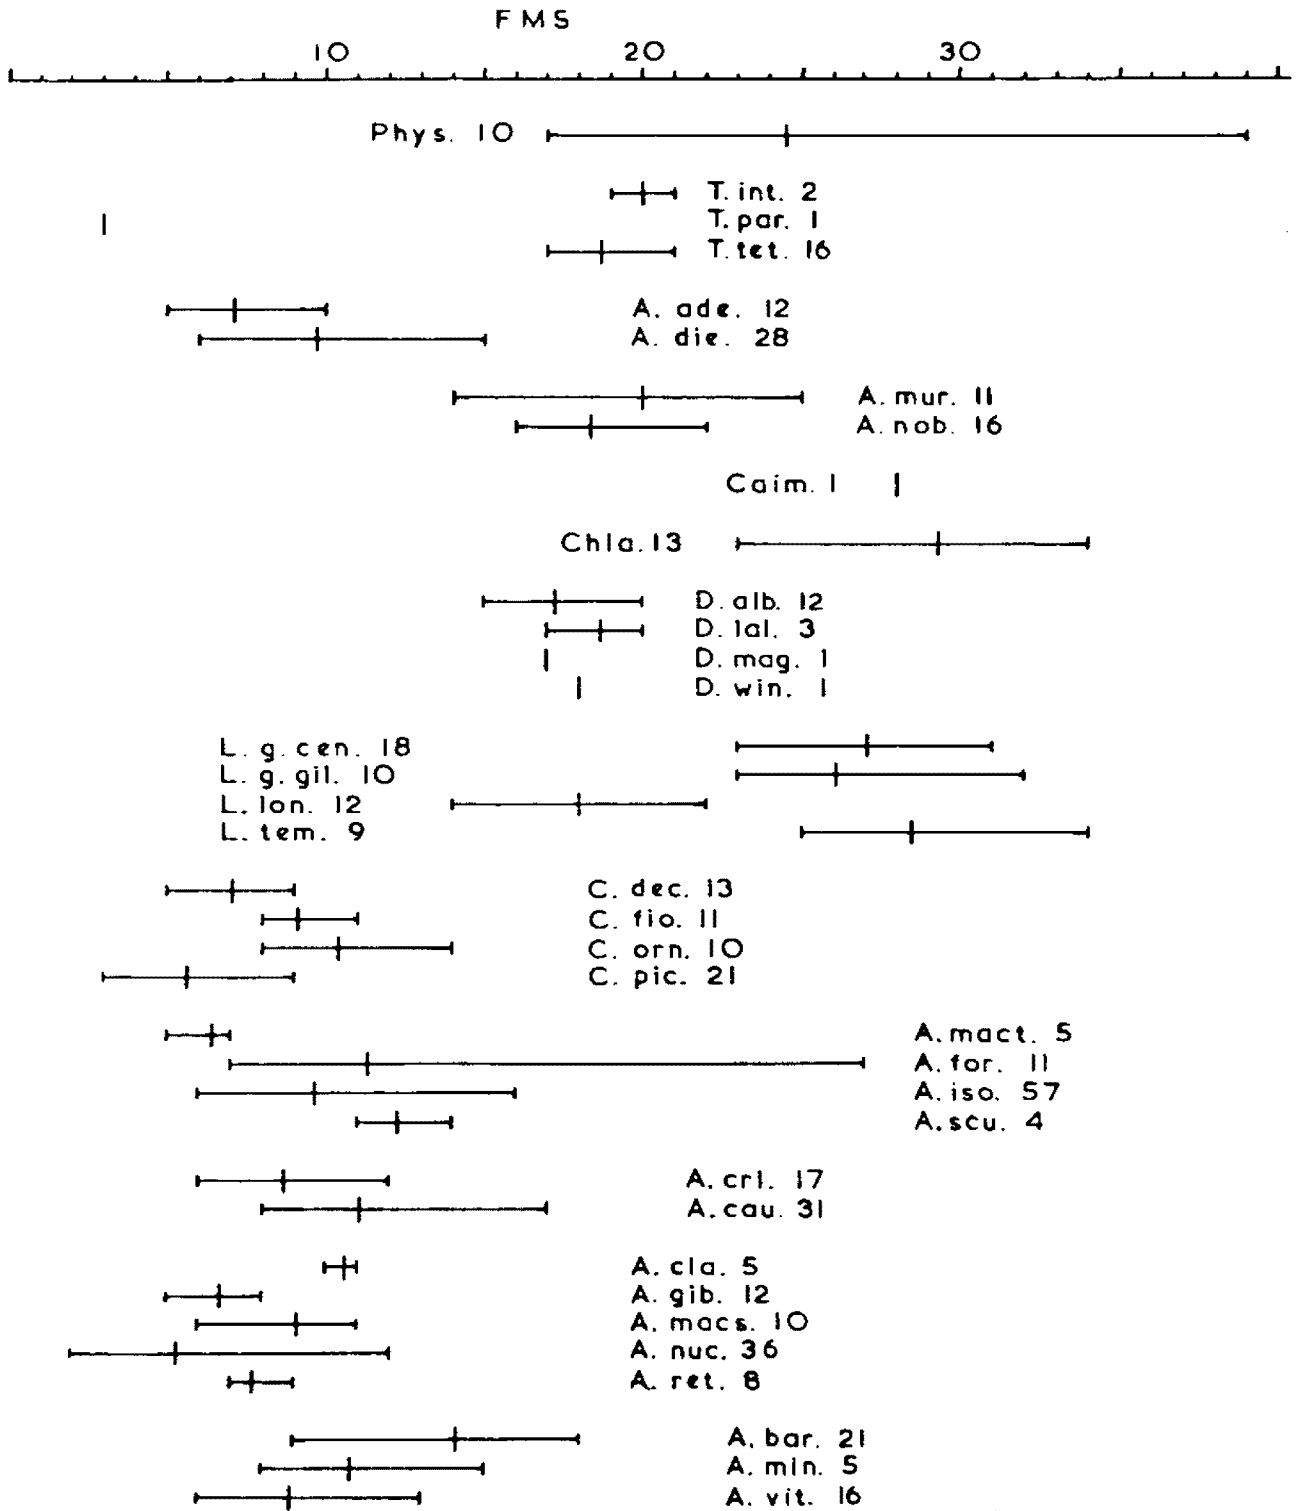 FMS
10 20 30
Phys. 10
T. int. 2
T. par. 1
T. tet. 16
A. ade. 12
A. die. 28
A. mur. 11
A. nob. 16
Caim. 1
Chla. 13
D. alb. 12
D. lal. 3
D. mag. 1
D. win. 1
L. g. cen. 18
L. g. gil. 10
L. lon. 12
L. tem. 9
C. dec. 13
C. fio. 11
C. orn. 10
C. pic. 21
A. mact. 5
A. for. 11
A. iso. 57
A. scu. 4
A. cri. 17
A. cau. 31
A. cla. 5
A. gib. 12
A. macs. 10
A. nuc. 36
A. ret. 8
A. bar. 21
A. min. 5
A. vit. 16